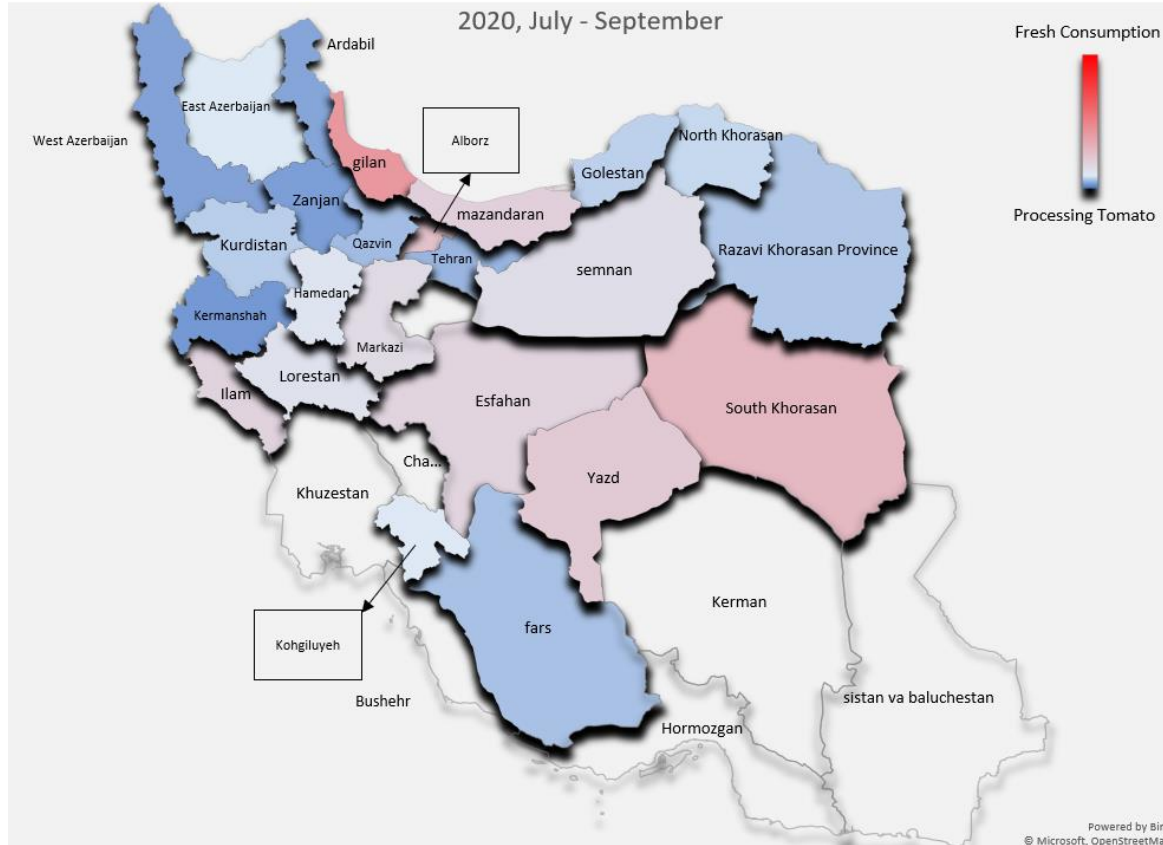 2020, July - September
Fresh Consumption
Processing Tomato
Ardabil
East Azerbaijan
West Azerbaijan
Alborz
gilan
North Khorasan
Golestan
Zanjan
mazandaran
Kurdistan
Qazvin
Tehran
semnan
Razavi Khorasan Province
Hamedan
Kermanshah
Markazi
Lorestan
Ilam
Esfahan
South Khorasan
Cha...
Yazd
Khuzestan
Kerman
fars
Kohgiluyeh
Bushehr
sistan va baluchestan
Hormozgan
Powered by
© Microsoft,